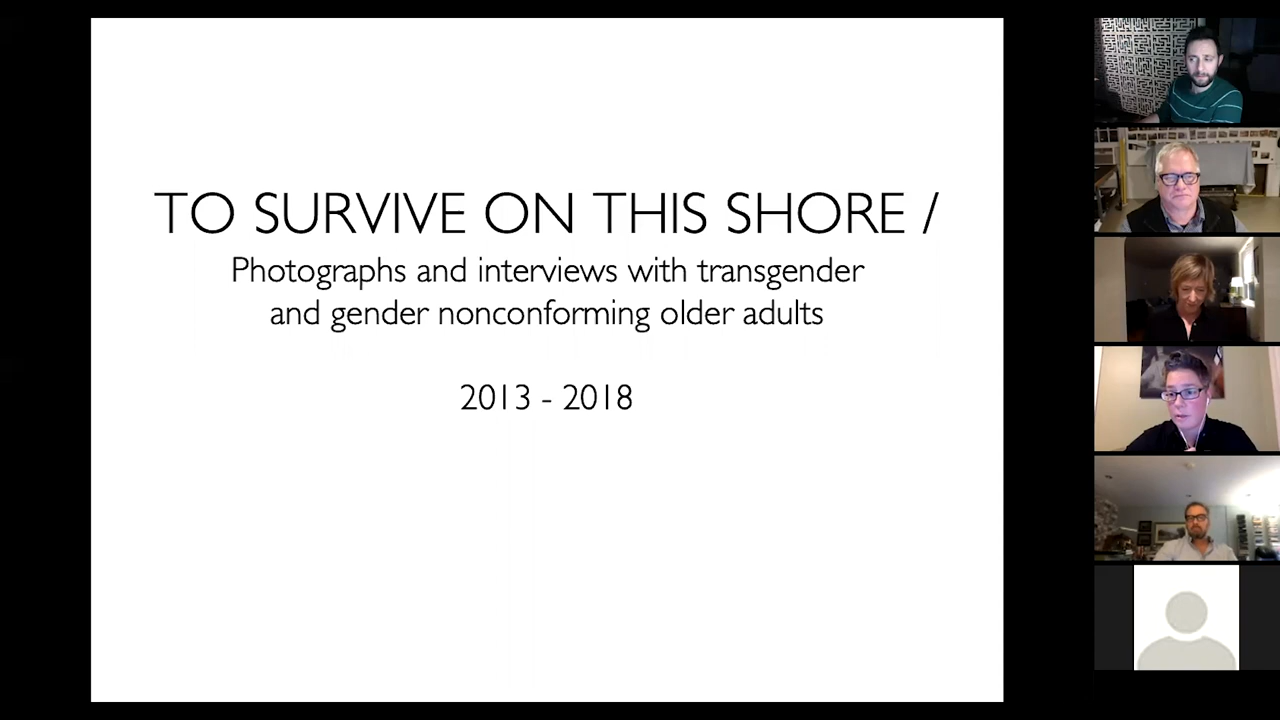 TO SURVIVE ON THIS SHORE /
Photographs and interviews with transgender
and gender nonconforming older adults
2013 - 2018